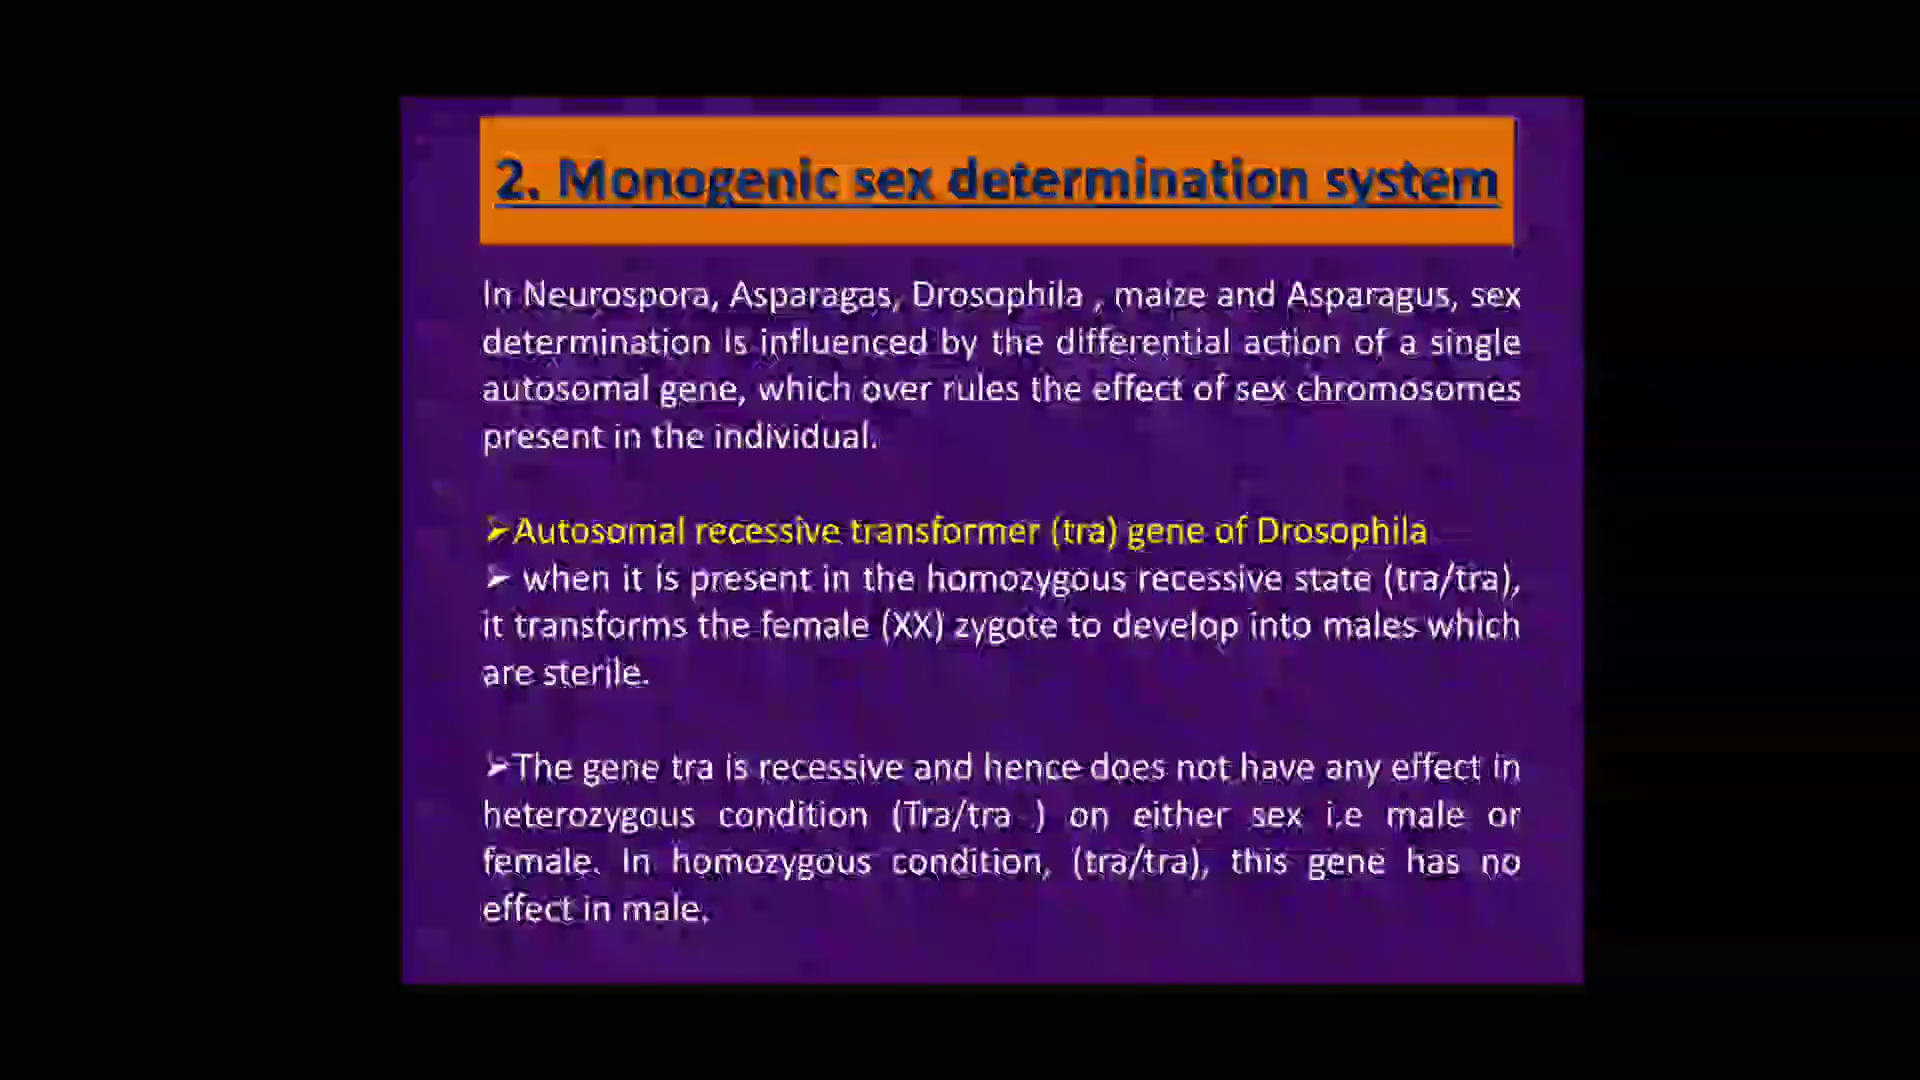 2. Monogenic sex determination system
In Neurospora, Asparagas, Drosophila , maize and Asparagus, sex
determination is influenced by the differential action of a single
autosomal gene, which over rules the effect of sex chromosomes
present in the individual.
➢Autosomal recessive transformer (tra) gene of Drosophila
➢ when it is present in the homozygous recessive state (tra/tra),
it transforms the female (XX) zygote to develop into males which
are sterile.
➢The gene tra is recessive and hence does not have any effect in
heterozygous condition (Tra/tra ) on either sex i.e male or
female. In homozygous condition, (tra/tra), this gene has no
effect in male.